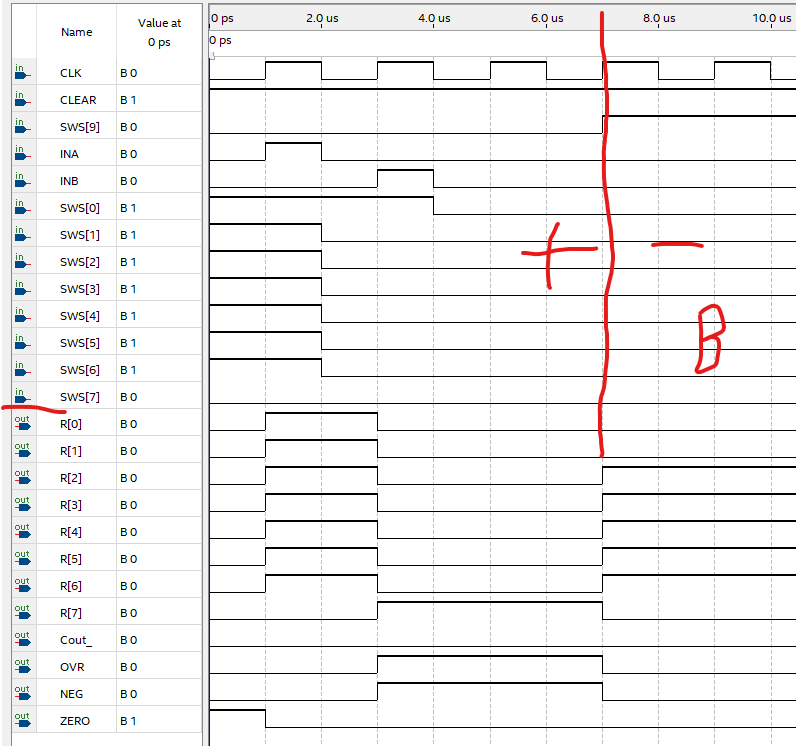 Name Value at 0 ps
0 ps 2.0 us 4.0 us 6.0 us 8.0 us 10.0 us
0 ps
in CLK B 0
in CLEAR B 1
in SWS[9] B 0
in INA B 0
in INB B 0
in SWS[0] B 1
in SWS[1] B 1
in SWS[2] B 1
in SWS[3] B 1
in SWS[4] B 1
in SWS[5] B 1
in SWS[6] B 1
in SWS[7] B 0
out R[0] B 0
out R[1] B 0
out R[2] B 0
out R[3] B 0
out R[4] B 0
out R[5] B 0
out R[6] B 0
out R[7] B 0
out Cout_ B 0
out OVR B 0
out NEG B 0
out ZERO B 1
+ −
B